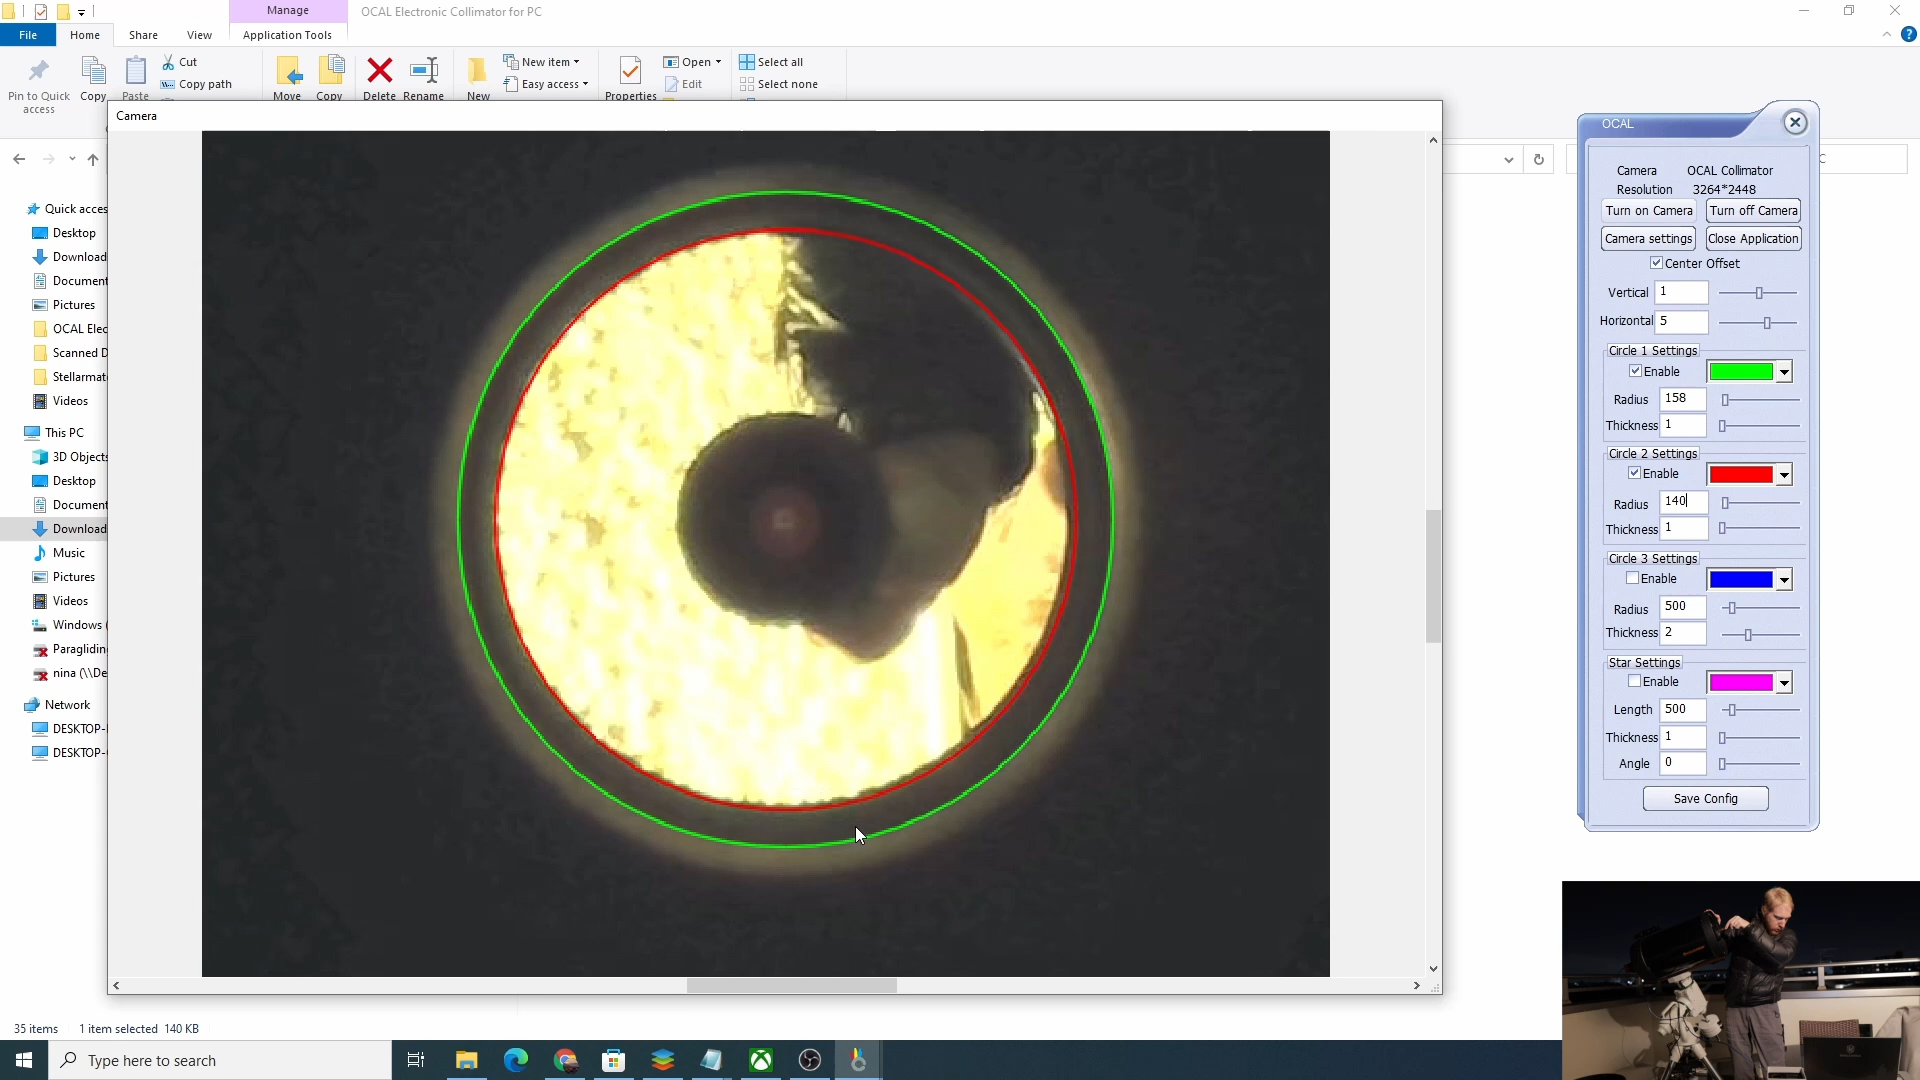 Manage
OCAL Electronic Collimator for PC
File
Home
Share
View
Application Tools
Pin to Quick access
Copy
Paste
Cut
Copy path
Move
Copy
Delete
Rename
New
New item
Easy access
Properties
Open
Edit
Select all
Select none
Camera
Quick acces
Desktop
Download
Document
Pictures
OCAL Elec
Scanned D
Stellarmat
Videos
This PC
3D Objects
Desktop
Document
Download
Music
Pictures
Videos
Windows (
Paragliding
nina (\\De
Network
DESKTOP-
DESKTOP-
35 items
1 item selected 140 KB
OCAL
Camera OCAL Collimator
Resolution 3264*2448
Turn on Camera
Turn off Camera
Camera settings
Close Application
Center Offset
Vertical 1
Horizontal 5
Circle 1 Settings
Enable
Radius 158
Thickness 1
Circle 2 Settings
Enable
Radius 140
Thickness 1
Circle 3 Settings
Enable
Radius 500
Thickness 2
Star Settings
Enable
Length 500
Thickness 1
Angle 0
Save Config
C
Type here to search